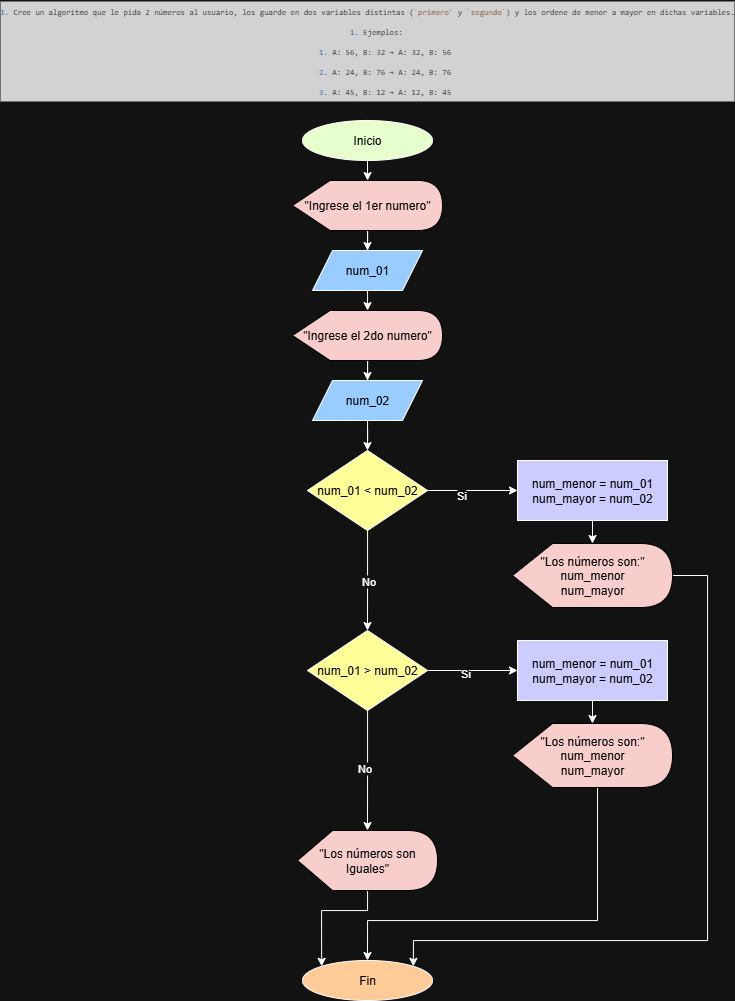 1. Cree un algoritmo que le pida 2 números al usuario, los guarde en dos variables distintas (`primero` y `segundo`) y los ordene de menor a mayor en dichas variables.
1. Ejemplos:
1. A: 56, B: 32 → A: 32, B: 56
2. A: 24, B: 76 → A: 24, B: 76
3. A: 45, B: 12 → A: 12, B: 45
Inicio
"Ingrese el 1er numero"
num_01
"Ingrese el 2do numero"
num_02
num_01 < num_02
Si
num_menor = num_01
num_mayor = num_02
"Los números son:"
num_menor
num_mayor
No
num_01 > num_02
Si
num_menor = num_01
num_mayor = num_02
"Los números son:"
num_menor
num_mayor
No
"Los números son
Iguales"
Fin